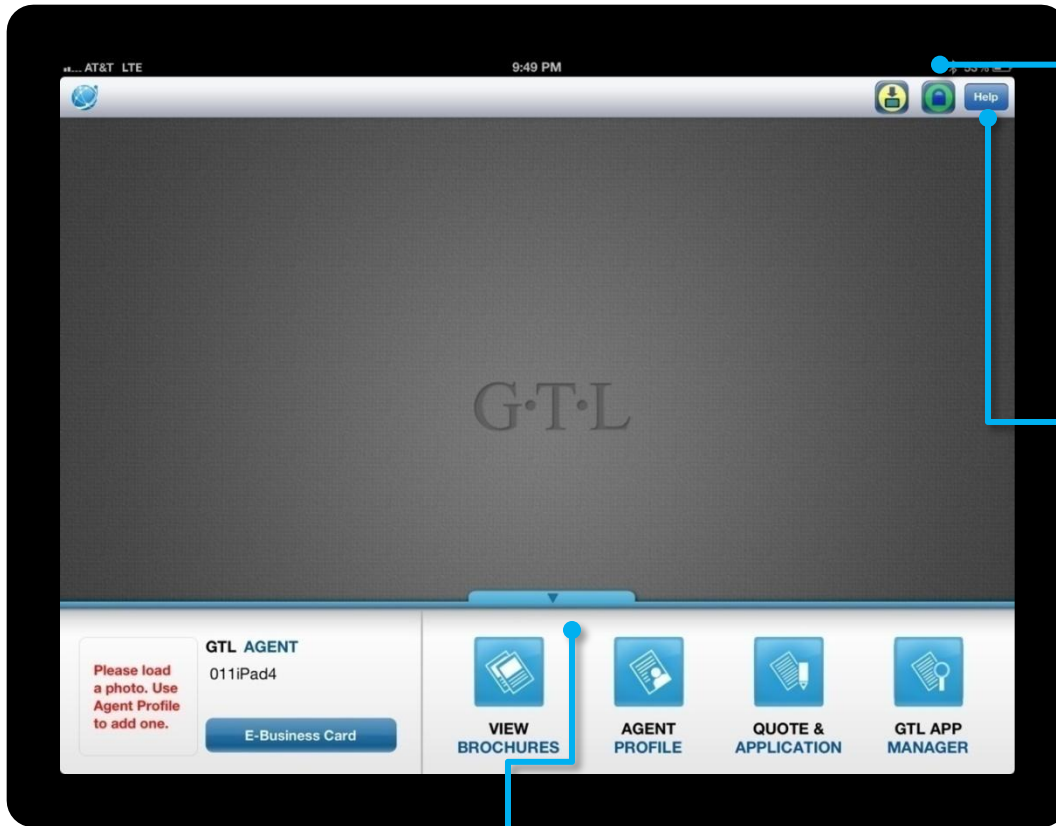 AT&T LTE
9:49 PM
53%
Help
G·T·L
Please load
a photo. Use
Agent Profile
to add one.
GTL AGENT
011iPad4
E-Business Card
VIEW
BROCHURES
AGENT
PROFILE
QUOTE &
APPLICATION
GTL APP
MANAGER